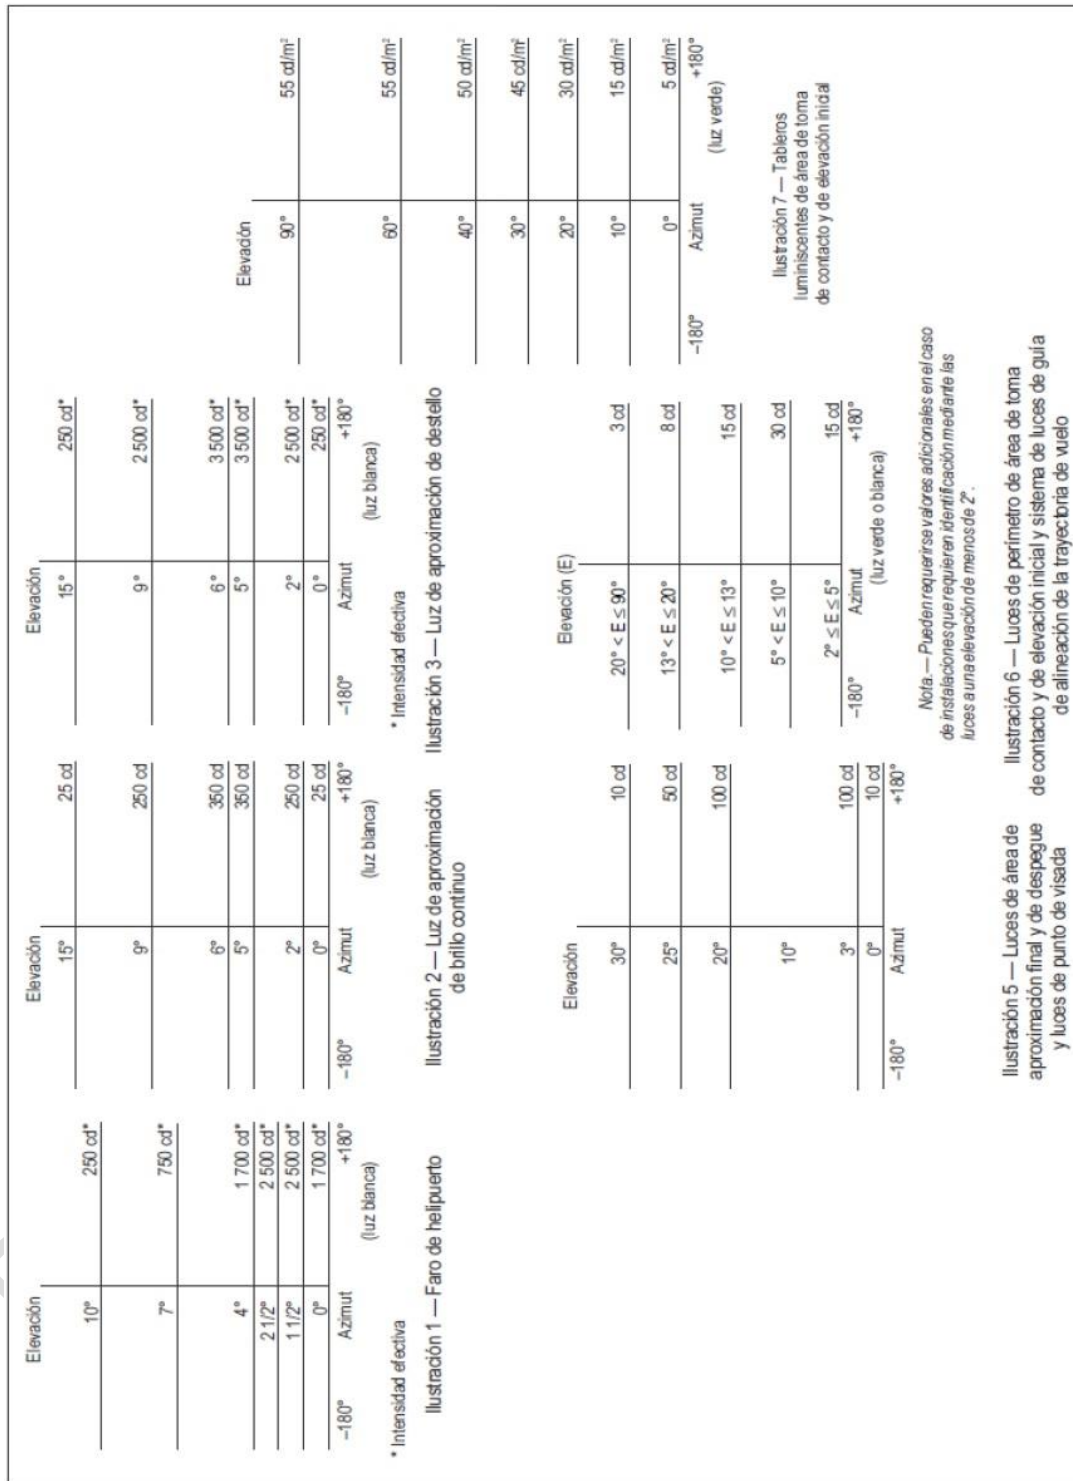 Elevación
10° 250 cd*
7° 750 cd*
4° 1 700 cd*
2 1/2° 2 500 cd*
1 1/2° 2 500 cd*
0° 1 700 cd*
–180° Azimut +180°
(luz blanca)
* Intensidad efectiva
Ilustración 1 — Faro de helipuerto
Elevación
15° 25 cd
9° 250 cd
6° 350 cd
5° 350 cd
2° 250 cd
0° 25 cd
–180° Azimut +180°
(luz blanca)
Ilustración 2 — Luz de aproximación
de brillo continuo
Elevación
15° 250 cd*
9° 2 500 cd*
6° 3 500 cd*
5° 3 500 cd*
2° 2 500 cd*
0° 250 cd*
–180° Azimut +180°
(luz blanca)
* Intensidad efectiva
Ilustración 3 — Luz de aproximación de destello
Elevación
30° 10 cd
25° 50 cd
20° 100 cd
10°
3° 100 cd
0° 10 cd
–180° Azimut +180°
Ilustración 5 — Luces de área de
aproximación final y de despegue
y luces de punto de visada
Elevación (E)
20° < E ≤ 90° 3 cd
13° < E ≤ 20° 8 cd
10° < E ≤ 13° 15 cd
5° < E ≤ 10° 30 cd
2° ≤ E ≤ 5° 15 cd
–180° Azimut +180°
(luz verde o blanca)
Nota.— Pueden requerirse valores adicionales en el caso
de instalaciones que requieren identificación mediante las
luces a una elevación de menos de 2°.
Ilustración 6 — Luces de perímetro de área de toma
de contacto y de elevación inicial y sistema de luces de guía
de alineación de la trayectoria de vuelo
Elevación
90° 55 cd/m²
60° 55 cd/m²
40° 50 cd/m²
30° 45 cd/m²
20° 30 cd/m²
10° 15 cd/m²
0° 5 cd/m²
–180° Azimut +180°
(luz verde)
Ilustración 7 — Tableros
luminiscentes de área de toma
de contacto y de elevación inicial